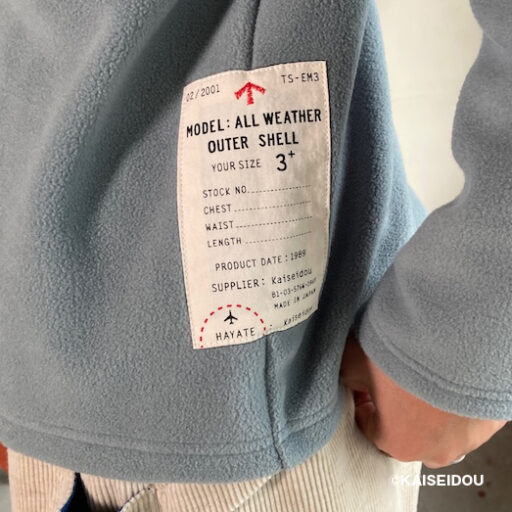 02/2001 TS-EM3
MODEL: ALL WEATHER
OUTER SHELL
YOUR SIZE 3+
STOCK NO.
CHEST
WAIST
LENGTH
PRODUCT DATE: 1989
SUPPLIER: Kaiseidou
MADE IN JAPAN
HAYATE
Kaiseidou
©KAISEIDOU